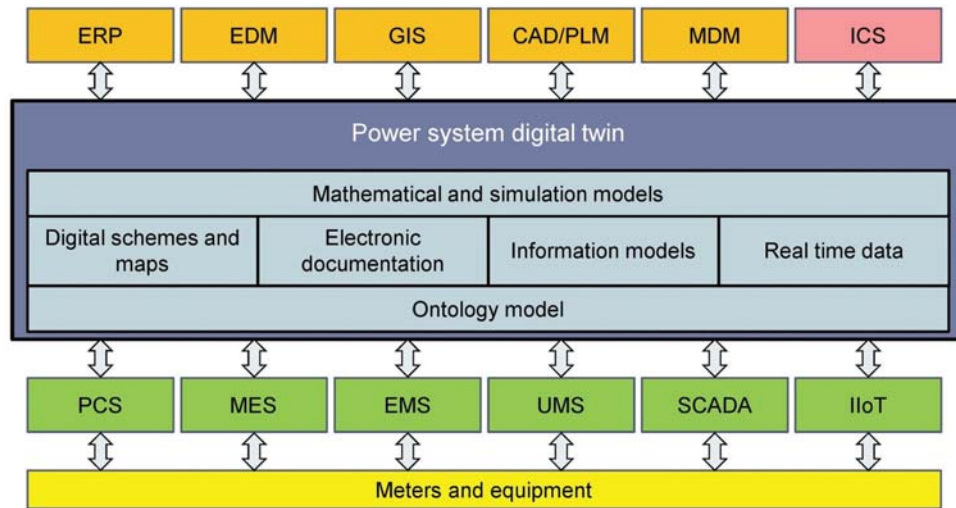 ERP EDM GIS CAD/PLM MDM ICS
Power system digital twin
Mathematical and simulation models
Digital schemes and maps
Electronic documentation
Information models
Real time data
Ontology model
PCS MES EMS UMS SCADA IIoT
Meters and equipment